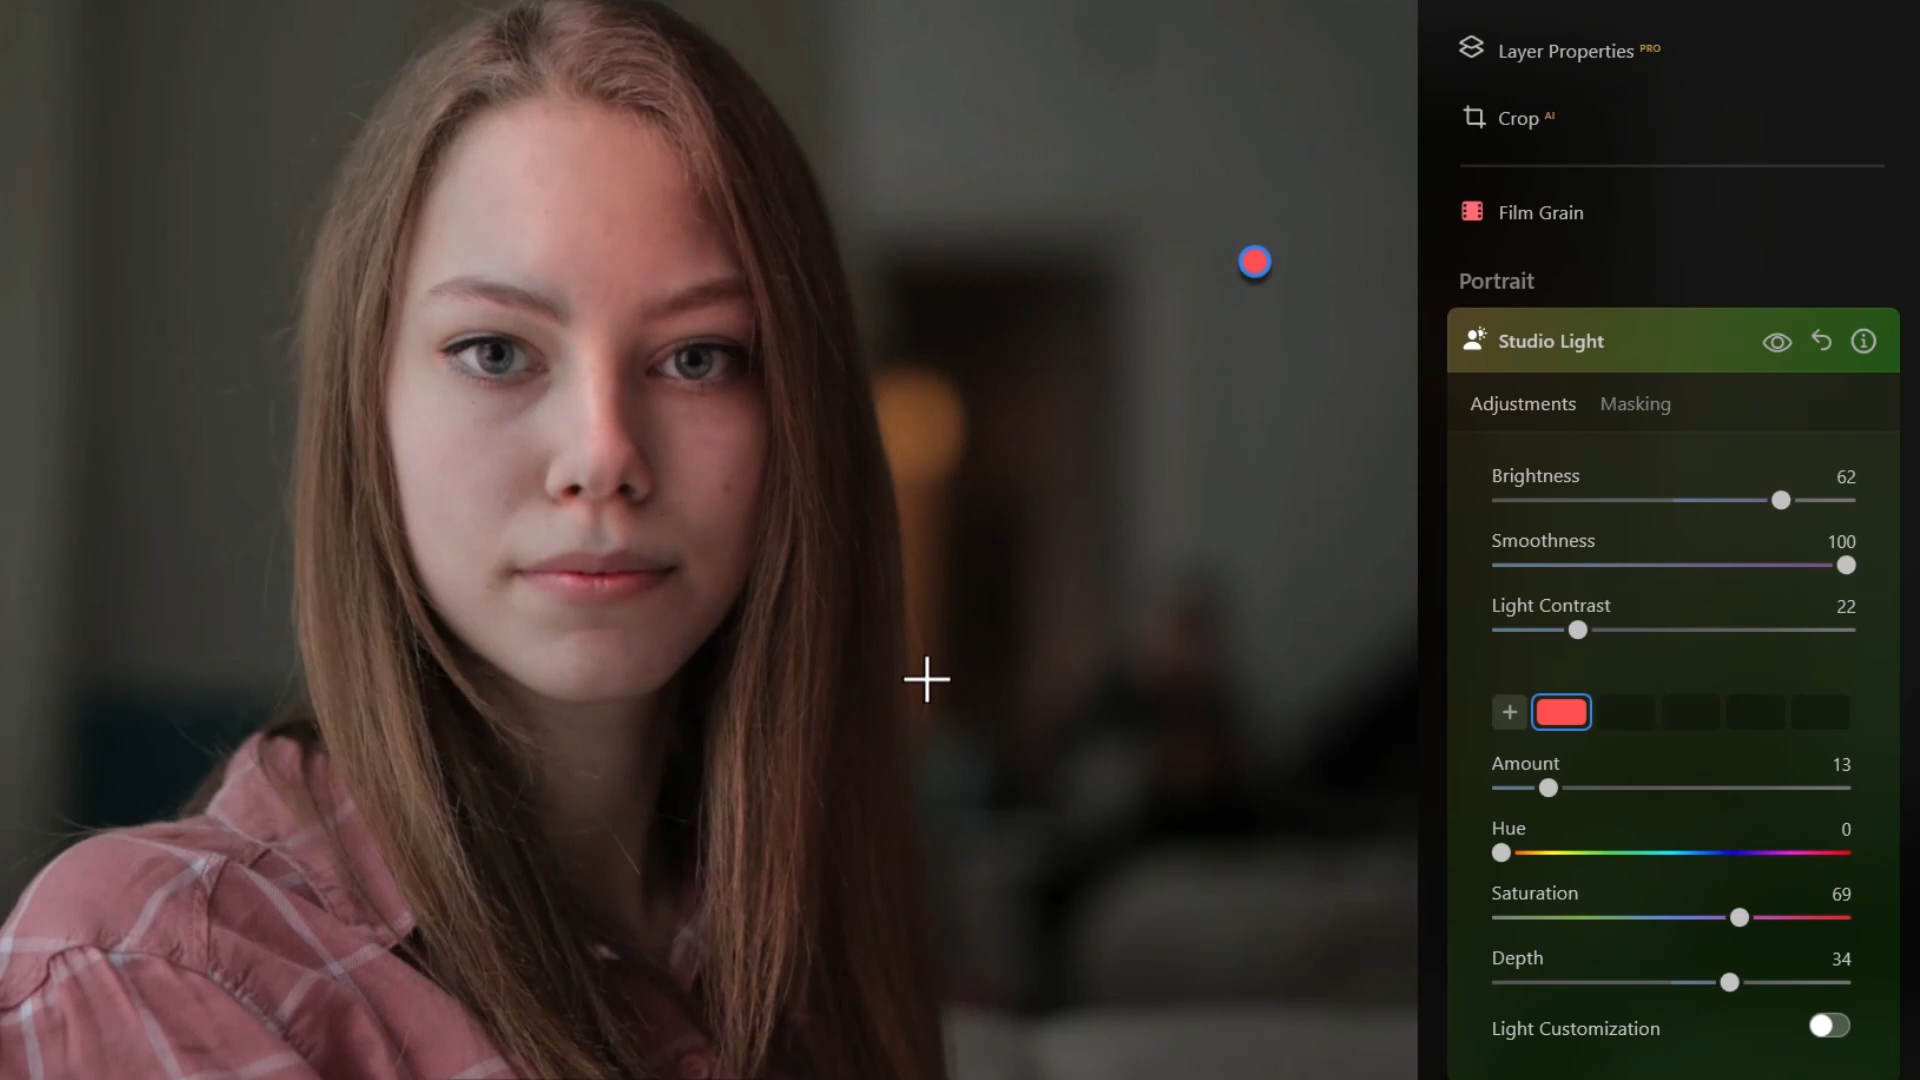 Layer Properties PRO
Crop AI
Film Grain
Portrait
Studio Light
Adjustments Masking
Brightness 62
Smoothness 100
Light Contrast 22
Amount 13
Hue 0
Saturation 69
Depth 34
Light Customization